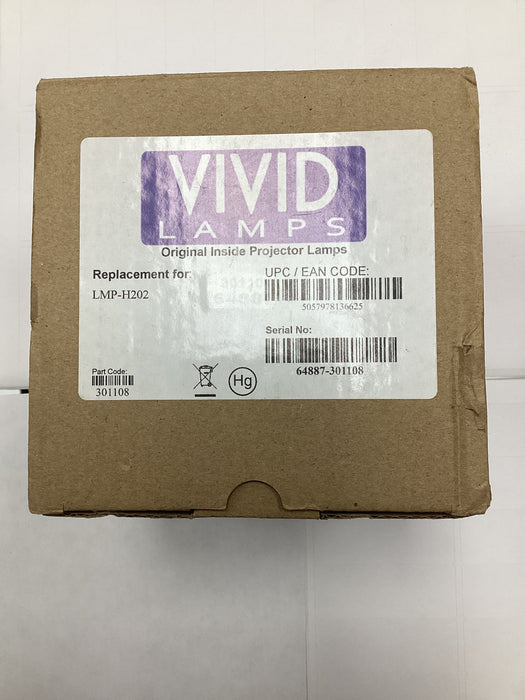 VIVID
LAMPS
Original Inside Projector Lamps
Replacement for:
LMP-H202
UPC / EAN CODE:
5057978136625
Serial No:
64887-301108
Part Code:
301108
Hg